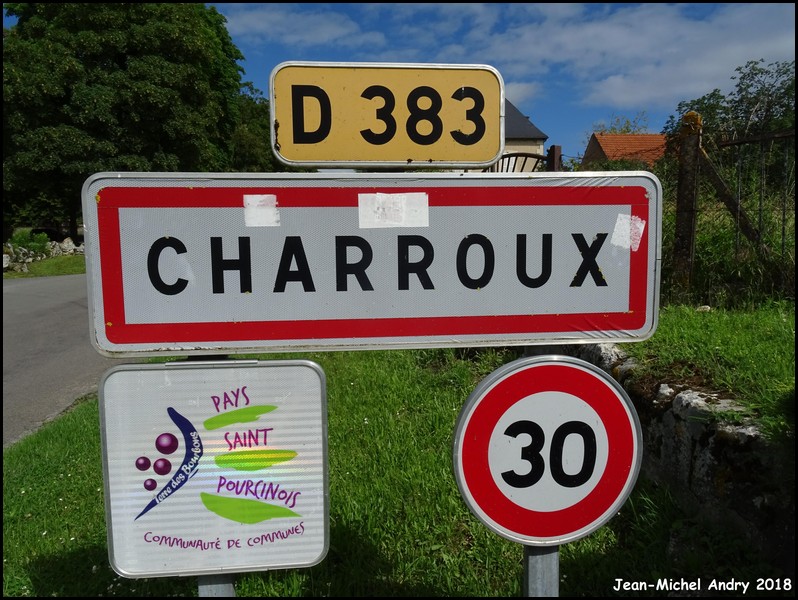 D 383
CHARROUX
PAYS
SAINT
POURCINOIS
Terre des Bourbons
COMMUNAUTÉ DE COMMUNES
30
Jean-Michel Andry 2018